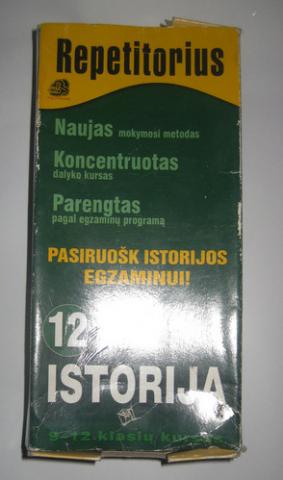 Repetitorius
Naujas mokymosi metodas
Koncentruotas
dalyko kursas
Parengtas
pagal egzaminų programą
PASIRUOŠK ISTORIJOS
EGZAMINUI!
12
ISTORIJA
9-12 klasių kursas